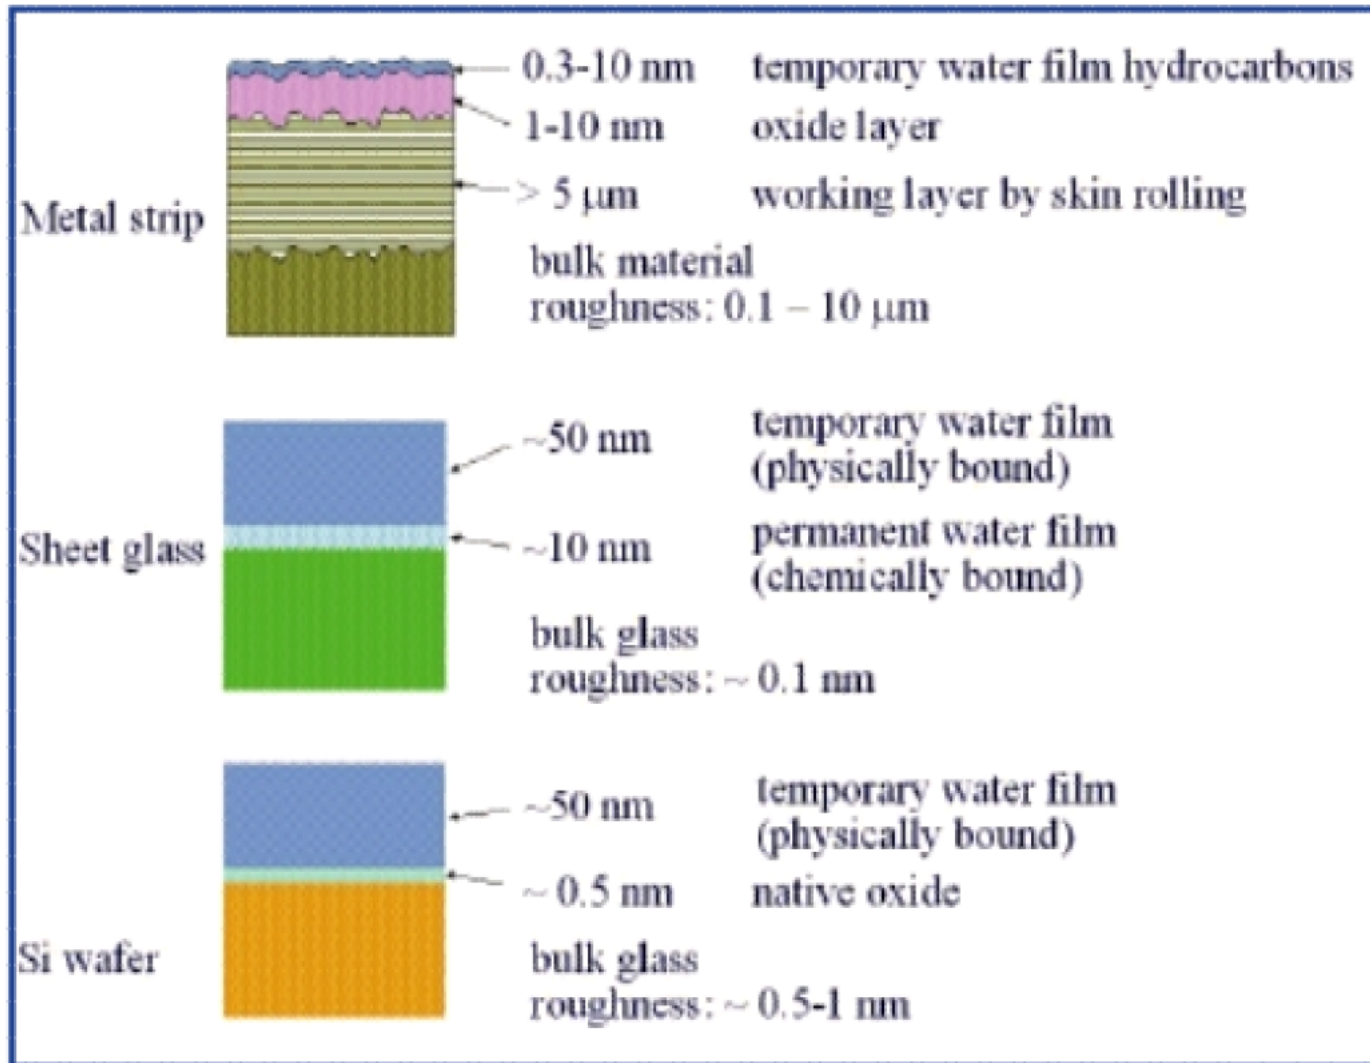 0.3-10 nm temporary water film hydrocarbons
1-10 nm oxide layer
> 5 μm working layer by skin rolling
Metal strip
bulk material
roughness: 0.1 – 10 μm
~50 nm temporary water film
(physically bound)
Sheet glass
~10 nm permanent water film
(chemically bound)
bulk glass
roughness: ~ 0.1 nm
~50 nm temporary water film
(physically bound)
~ 0.5 nm native oxide
Si wafer
bulk glass
roughness: ~ 0.5-1 nm